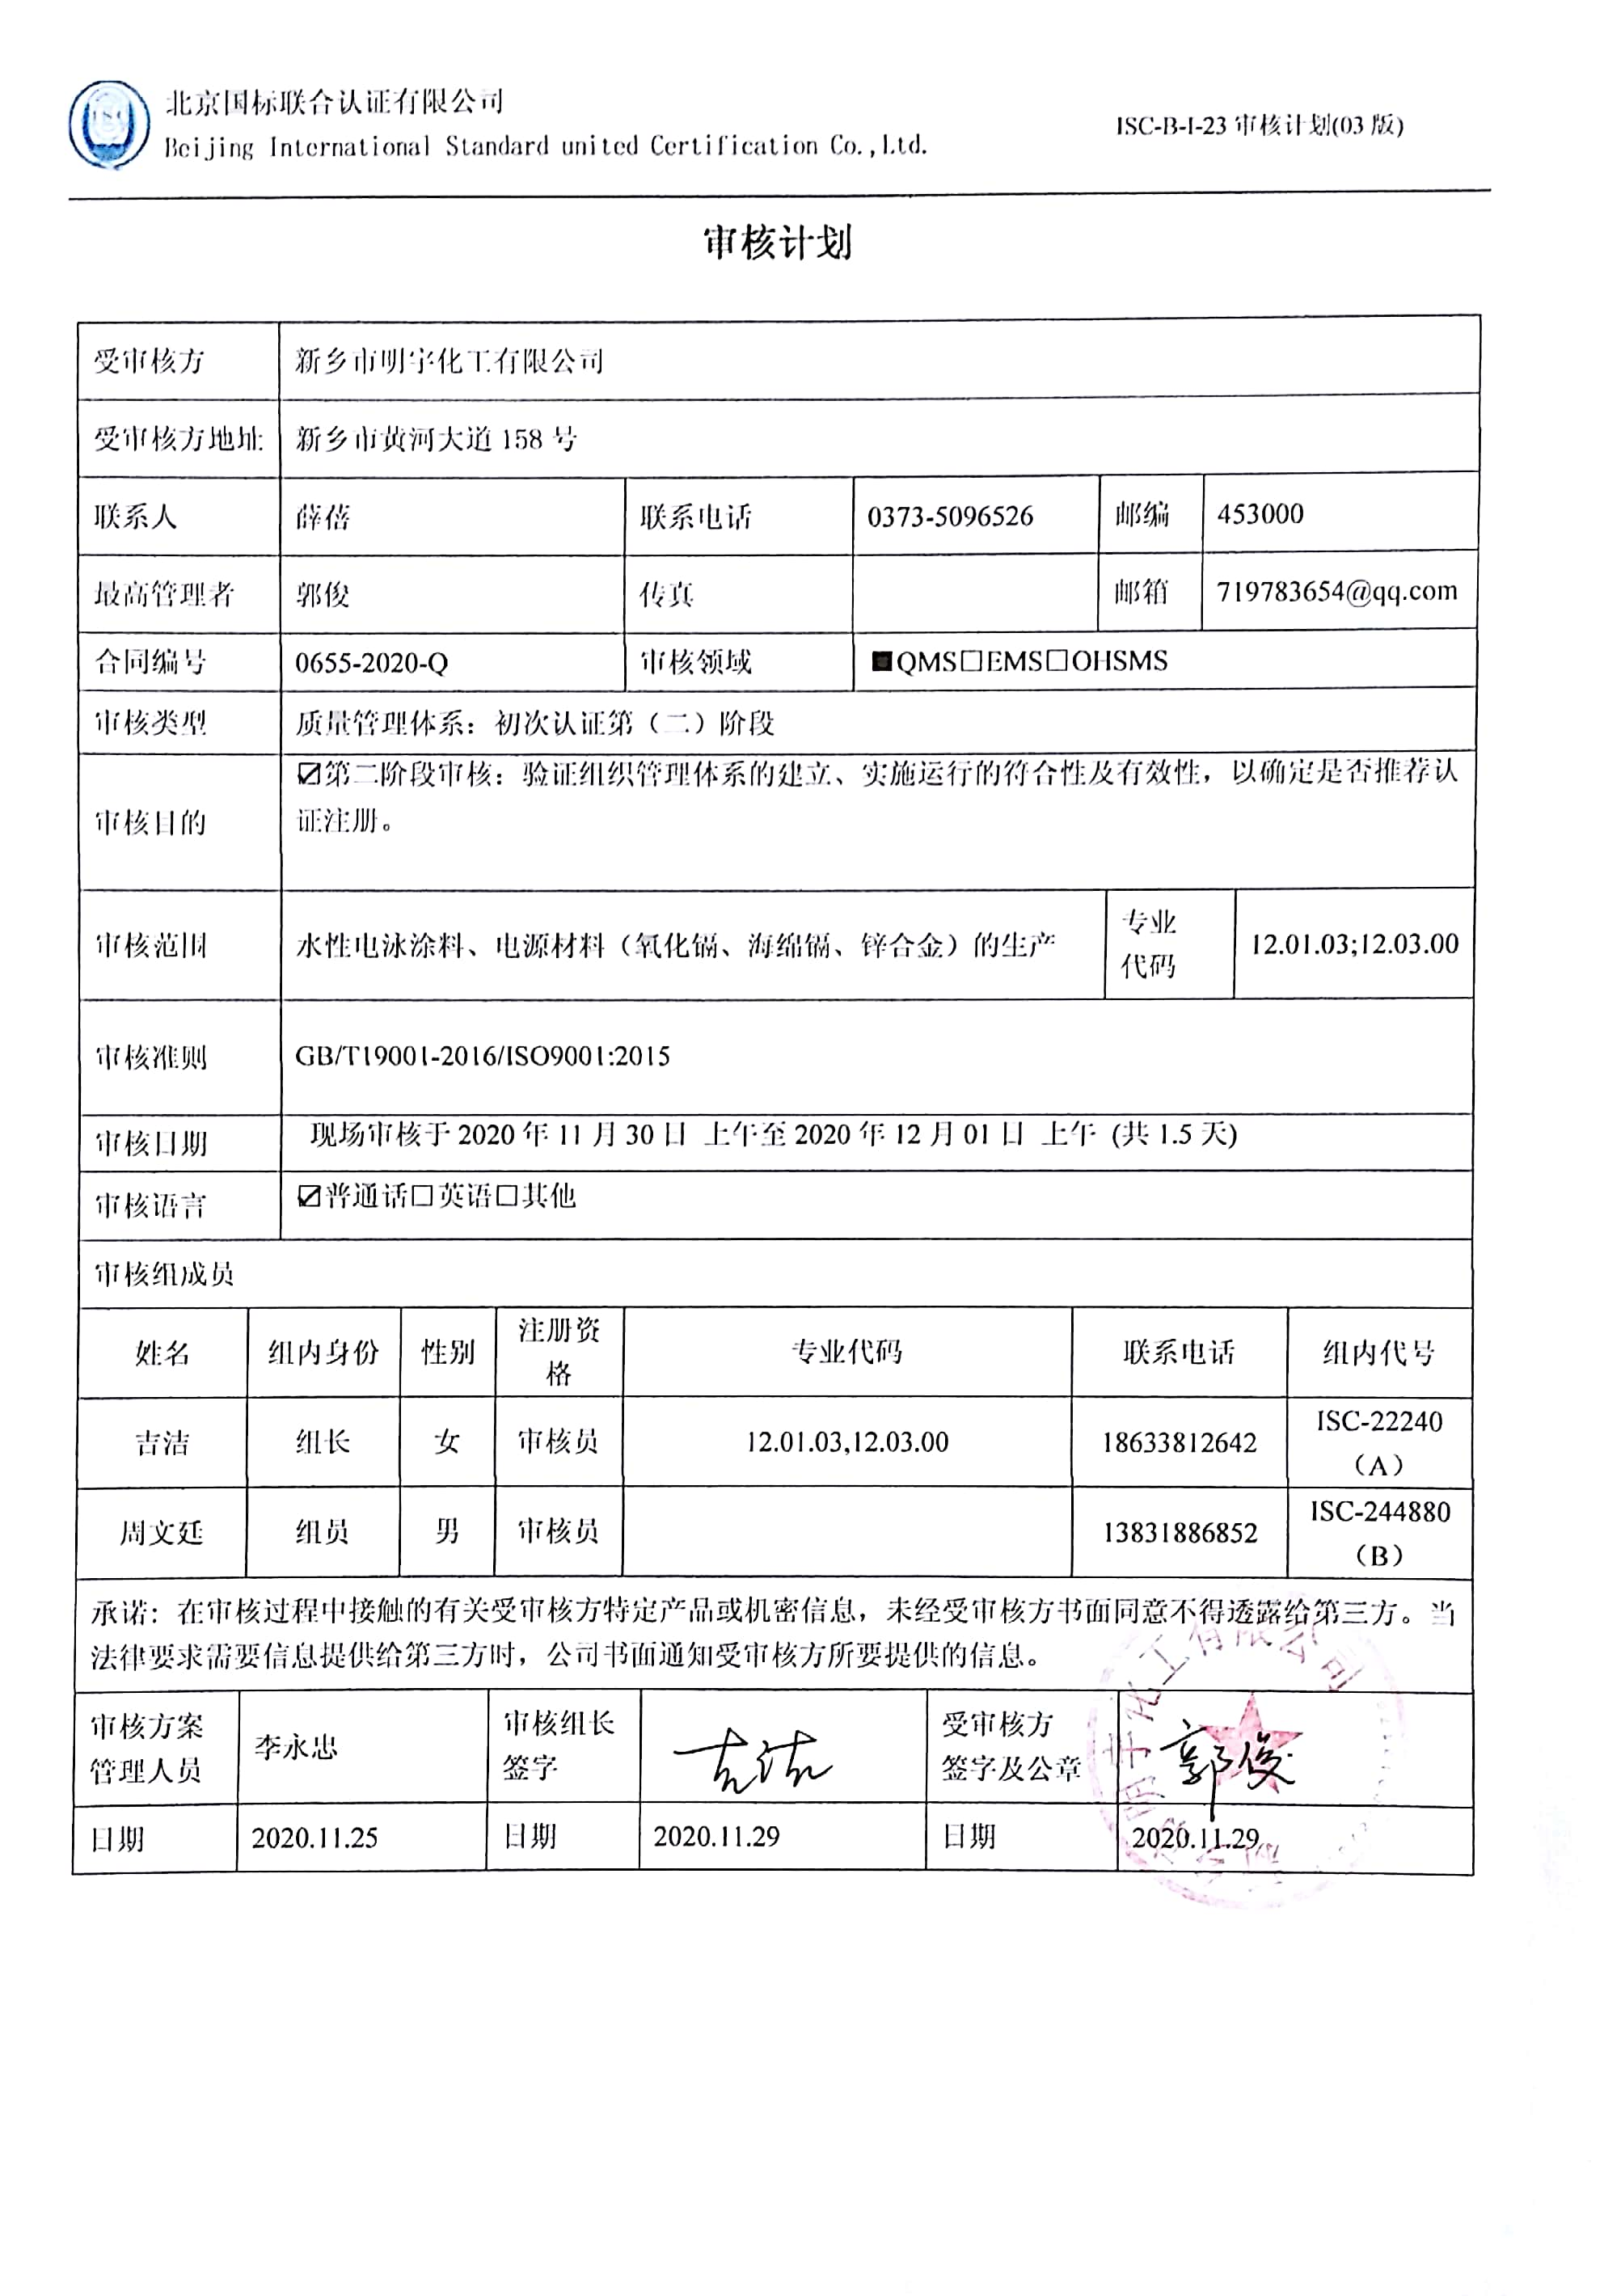 北京国标联合认证有限公司
Beijing International Standard united Certification Co.,Ltd.
ISC-B-I-23 审核计划(03 版)
审核计划
受审核方 新乡市明宇化工有限公司
受审核方地址 新乡市黄河大道 158 号
联系人 薛蓓 联系电话 0373-5096526 邮编 453000
最高管理者 郭俊 传真 邮箱 719783654@qq.com
合同编号 0655-2020-Q 审核领域 ■QMS□EMS□OHSMS
审核类型 质量管理体系：初次认证第（二）阶段
审核目的 ☑第二阶段审核：验证组织管理体系的建立、实施运行的符合性及有效性，以确定是否推荐认
证注册。
审核范围 水性电泳涂料、电源材料（氧化镉、海绵镉、锌合金）的生产 专业
代码 12.01.03;12.03.00
审核准则 GB/T19001-2016/ISO9001:2015
审核日期 现场审核于 2020 年 11 月 30 日 上午至 2020 年 12 月 01 日 上午 (共 1.5 天)
审核语言 ☑普通话□英语□其他
审核组成员
姓名 组内身份 性别 注册资
格 专业代码 联系电话 组内代号
吉洁 组长 女 审核员 12.01.03,12.03.00 18633812642 ISC-22240
（A）
周文廷 组员 男 审核员 13831886852 ISC-244880
（B）
承诺：在审核过程中接触的有关受审核方特定产品或机密信息，未经受审核方书面同意不得透露给第三方。当
法律要求需要信息提供给第三方时，公司书面通知受审核方所要提供的信息。
审核方案
管理人员 李永忠 审核组长
签字 吉洁 受审核方
签字及公章 郭俊
日期 2020.11.25 日期 2020.11.29 日期 2020.11.29
明宇化工有限公司